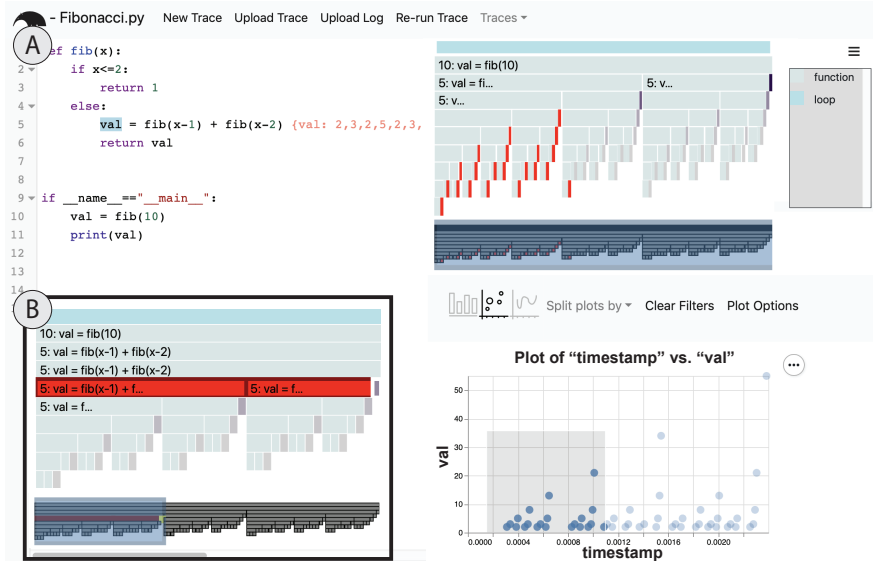 - Fibonacci.py New Trace Upload Trace Upload Log Re-run Trace Traces
A
ef fib(x):
2 if x<=2:
3 return 1
4 else:
5 val = fib(x-1) + fib(x-2) {val: 2,3,2,5,2,3,
6 return val
7
8
9 if __name__=="__main__":
10 val = fib(10)
11 print(val)
12
13
14
B
10: val = fib(10)
5: val = fib(x-1) + fib(x-2)
5: val = fib(x-1) + fib(x-2)
5: val = fib(x-1) + f... 5: val = f...
5: val = f...
10: val = fib(10)
5: val = fi... 5: v...
5: v...
function
loop
Split plots by Clear Filters Plot Options
Plot of “timestamp” vs. “val”
val
50
40
30
20
10
0
0.0000 0.0004 0.0008 0.0012 0.0016 0.0020
timestamp